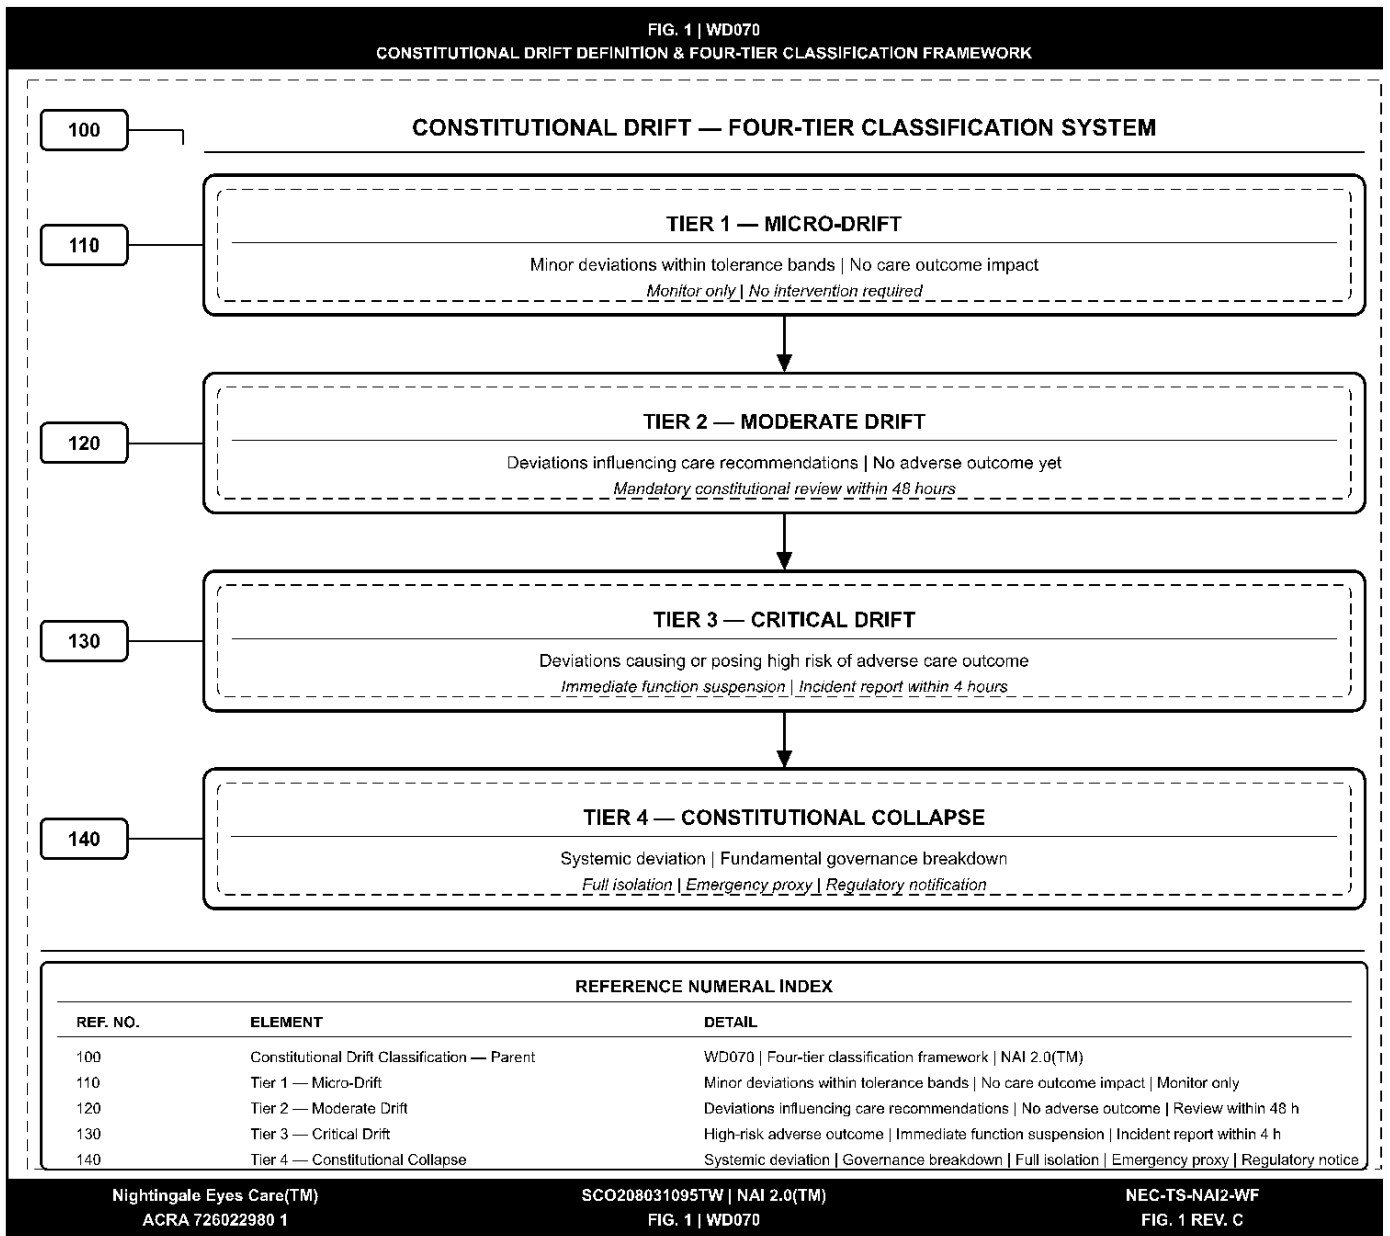 FIG. 1 | WD070
CONSTITUTIONAL DRIFT DEFINITION & FOUR-TIER CLASSIFICATION FRAMEWORK
100
CONSTITUTIONAL DRIFT — FOUR-TIER CLASSIFICATION SYSTEM
110
TIER 1 — MICRO-DRIFT
Minor deviations within tolerance bands | No care outcome impact
Monitor only | No intervention required
120
TIER 2 — MODERATE DRIFT
Deviations influencing care recommendations | No adverse outcome yet
Mandatory constitutional review within 48 hours
130
TIER 3 — CRITICAL DRIFT
Deviations causing or posing high risk of adverse care outcome
Immediate function suspension | Incident report within 4 hours
140
TIER 4 — CONSTITUTIONAL COLLAPSE
Systemic deviation | Fundamental governance breakdown
Full isolation | Emergency proxy | Regulatory notification
REFERENCE NUMERAL INDEX
REF. NO. ELEMENT DETAIL
100 Constitutional Drift Classification — Parent WD070 | Four-tier classification framework | NAI 2.0(TM)
110 Tier 1 — Micro-Drift Minor deviations within tolerance bands | No care outcome impact | Monitor only
120 Tier 2 — Moderate Drift Deviations influencing care recommendations | No adverse outcome | Review within 48 h
130 Tier 3 — Critical Drift High-risk adverse outcome | Immediate function suspension | Incident report within 4 h
140 Tier 4 — Constitutional Collapse Systemic deviation | Governance breakdown | Full isolation | Emergency proxy | Regulatory notice
Nightingale Eyes Care(TM) SCO208031095TW | NAI 2.0(TM) NEC-TS-NAI2-WF
ACRA 726022980 1 FIG. 1 | WD070 FIG. 1 REV. C